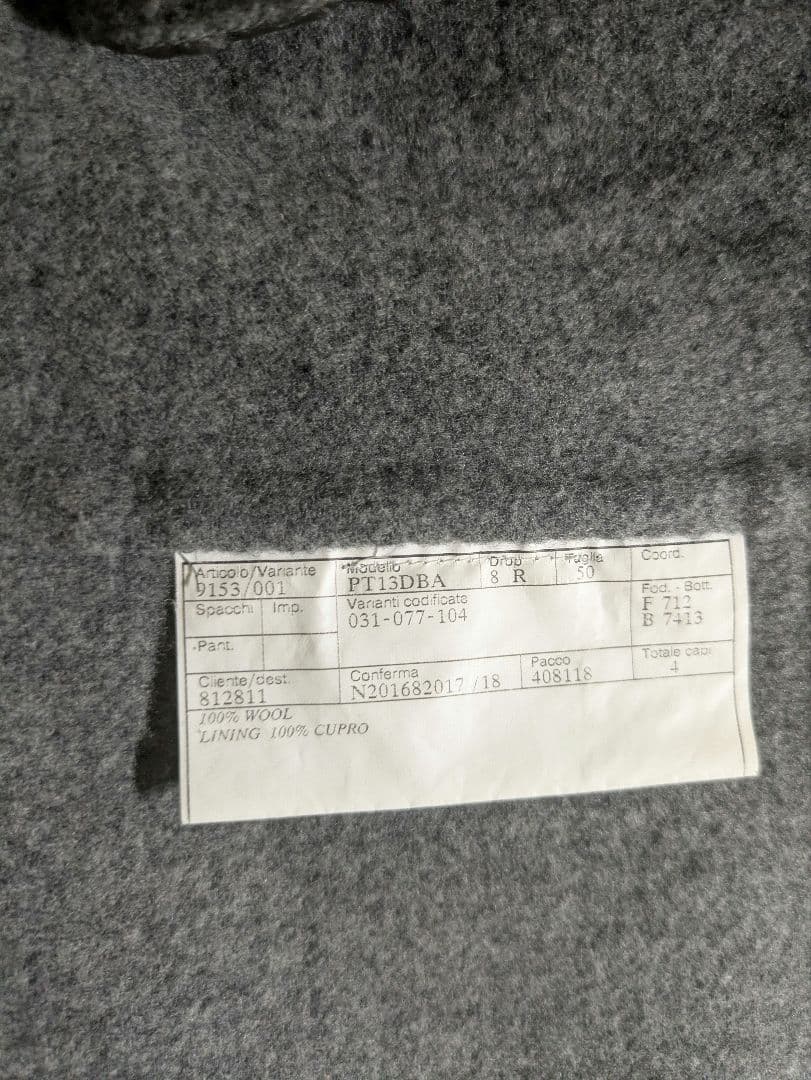 Articolo/Variante Modello Drop Taglia Coord.
9153/001 PT13DBA 8 R 50
Spacchi Imp. Varianti codificate Fod. - Bott.
031-077-104 F 712
B 7413
Pant.
Cliente/dest. Conferma Pacco Totale capi
812811 N201682017 /18 408118 4
100% WOOL
LINING 100% CUPRO